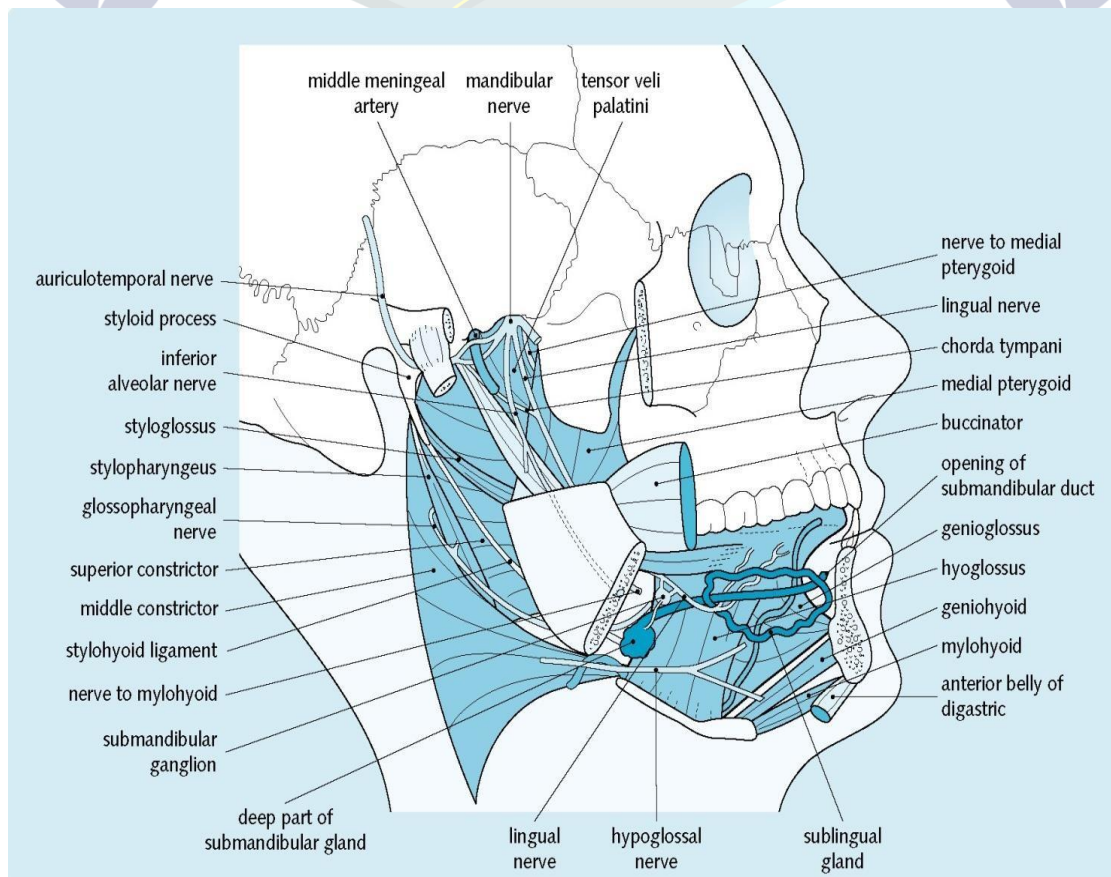 middle meningeal
artery
mandibular
nerve
tensor veli
palatini
auriculotemporal nerve
styloid process
inferior
alveolar nerve
styloglossus
stylopharyngeus
glossopharyngeal
nerve
superior constrictor
middle constrictor
stylohyoid ligament
nerve to mylohyoid
submandibular
ganglion
deep part of
submandibular gland
lingual
nerve
hypoglossal
nerve
sublingual
gland
nerve to medial
pterygoid
lingual nerve
chorda tympani
medial pterygoid
buccinator
opening of
submandibular duct
genioglossus
hyoglossus
geniohyoid
mylohyoid
anterior belly of
digastric